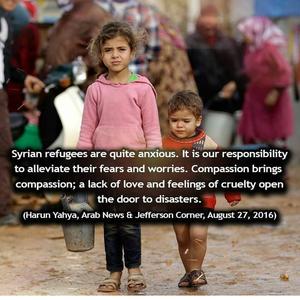 Syrian refugees are quite anxious. It is our responsibility
to alleviate their fears and worries. Compassion brings
compassion; a lack of love and feelings of cruelty open
the door to disasters.
(Harun Yahya, Arab News & Jefferson Corner, August 27, 2016)